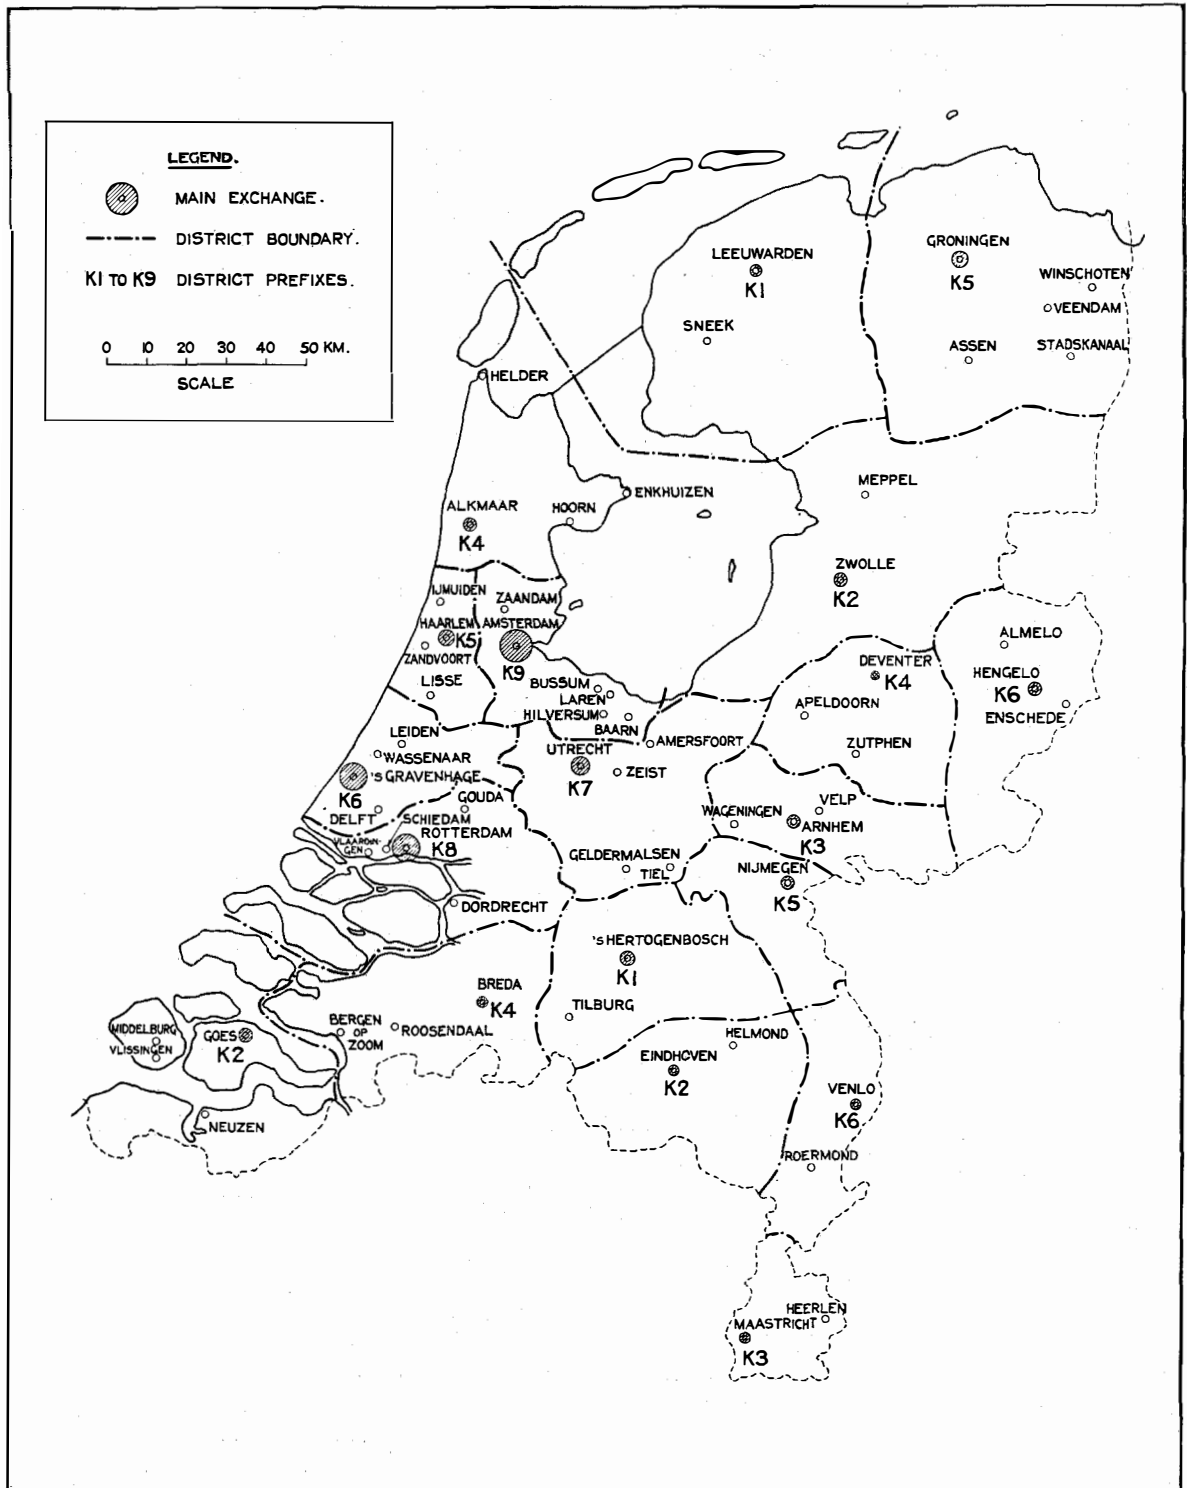 LEGEND.
MAIN EXCHANGE.
DISTRICT BOUNDARY.
K1 TO K9 DISTRICT PREFIXES.
0 10 20 30 40 50 KM.
SCALE
GRONINGEN
K5
LEEUWARDEN
K1
WINSCHOTEN
VEENDAM
SNEEK
ASSEN
STADSKANAAL
HELDER
MEPPEL
ENKHUIZEN
ALKMAAR
K4
HOORN
ZWOLLE
K2
IJMUIDEN
ZAANDAM
HAARLEM
K5
AMSTERDAM
K9
ZANDVOORT
ALMELO
DEVENTER
K4
HENGELO
K6
LISSE
BUSSUM
LAREN
HILVERSUM
BAARN
APELDOORN
ENSCHEDE
LEIDEN
WASSENAAR
UTRECHT
K7
AMERSFOORT
ZUTPHEN
'S GRAVENHAGE
K6
ZEIST
GOUDA
DELFT
SCHIEDAM
WAGENINGEN
VELP
ROTTERDAM
K8
ARNHEM
K3
VLAARDIN-
GEN
GELDERMALSEN
TIEL
NIJMEGEN
K5
DORDRECHT
'S HERTOGENBOSCH
K1
BREDA
K4
TILBURG
MIDDELBURG
VLISSINGEN
GOES
K2
BERGEN
OP
ZOOM
ROOSENDAAL
HELMOND
EINDHOVEN
K2
VENLO
K6
NEUZEN
ROERMOND
HEERLEN
MAASTRICHT
K3